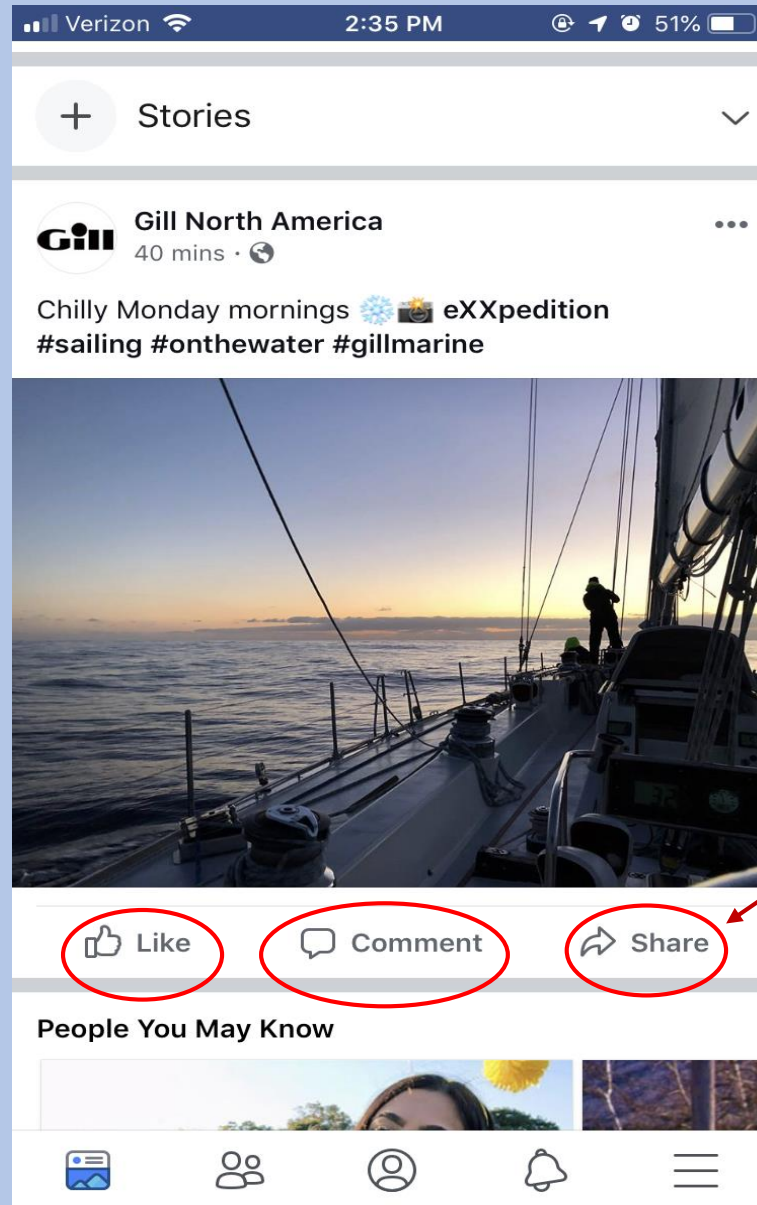 Verizon 2:35 PM 51%
Stories
Gill Gill North America
40 mins ·
Chilly Monday mornings ❄️📸 eXXpedition
#sailing #onthewater #gillmarine
Like Comment Share
People You May Know